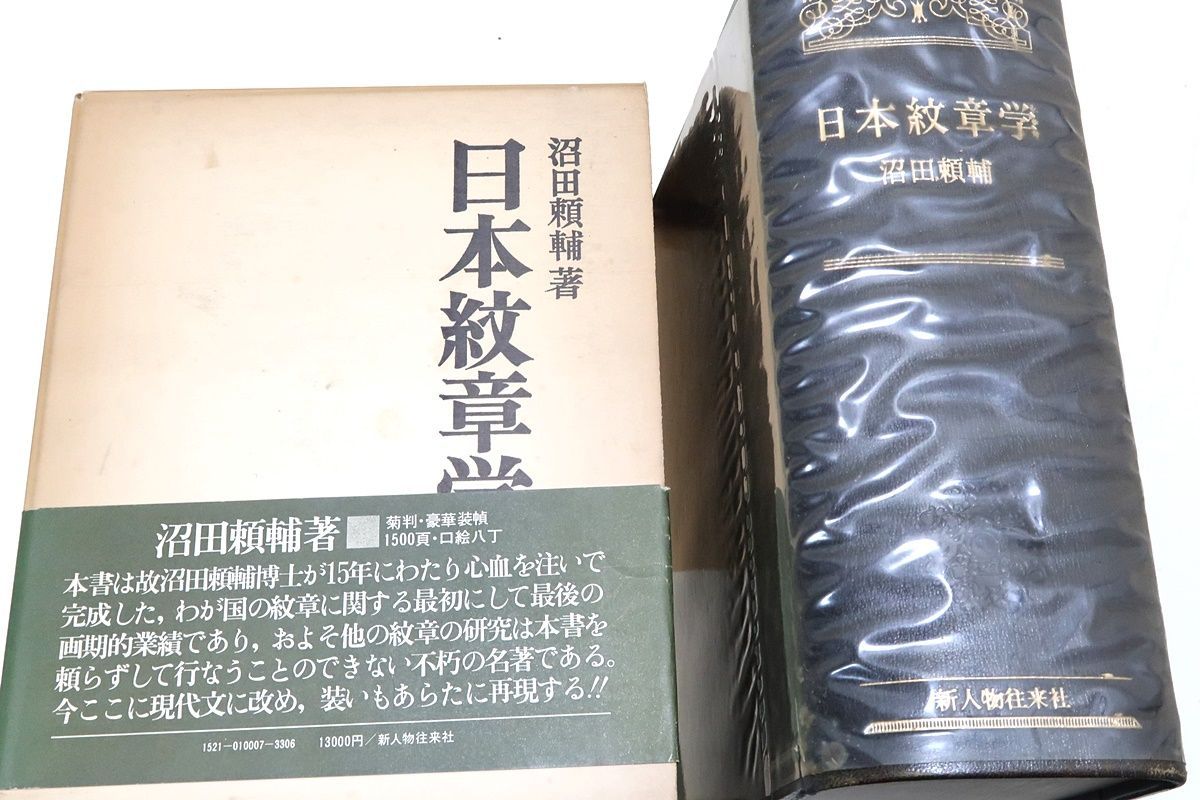 沼田頼輔著
日本紋章学
沼田頼輔著
菊判・豪華装幀
1500頁・口絵八丁
本書は故沼田頼輔博士が15年にわたり心血を注いで
完成した,わが国の紋章に関する最初にして最後の
画期的業績であり,およそ他の紋章の研究は本書を
頼らずして行なうことのできない不朽の名著である。
今ここに現代文に改め,装いもあらたに再現する!!
1521-010007-3306 13000円/新人物往来社
日本紋章学
沼田頼輔
新人物往来社